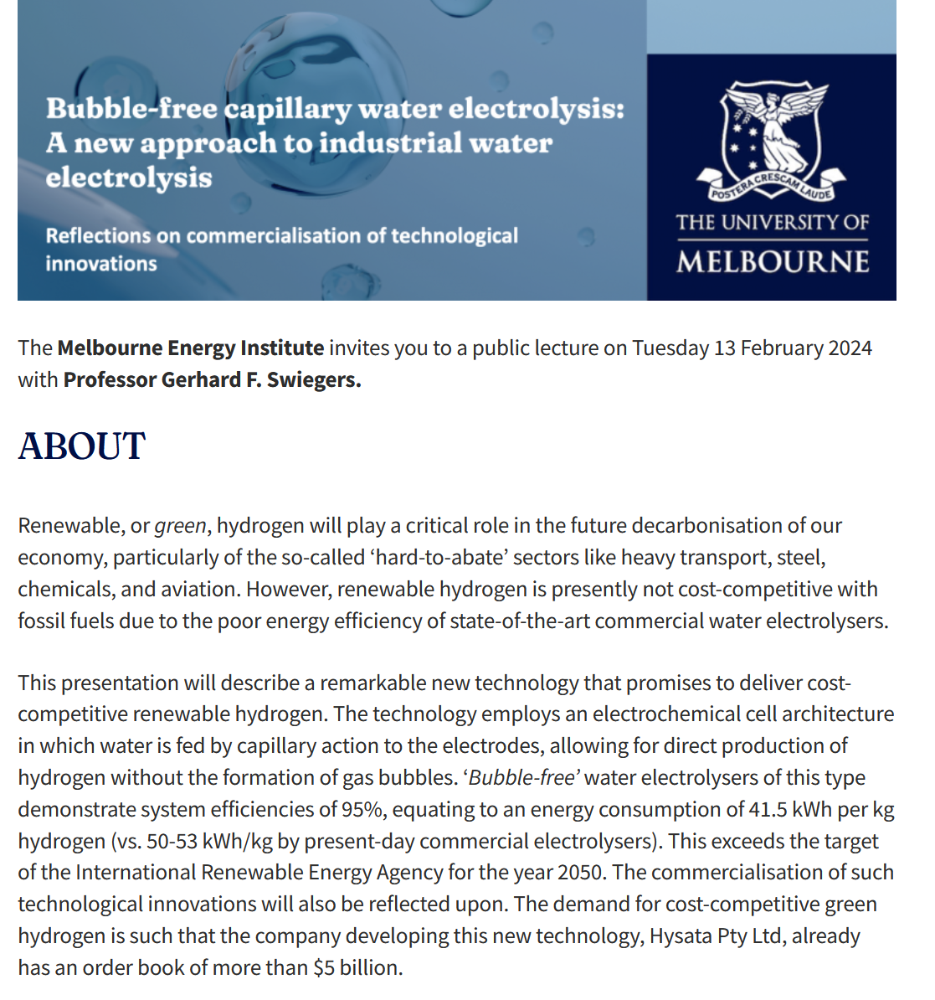 Bubble-free capillary water electrolysis:
A new approach to industrial water
electrolysis
Reflections on commercialisation of technological
innovations
POSTERA CRESCAM LAUDE
THE UNIVERSITY OF
MELBOURNE
The Melbourne Energy Institute invites you to a public lecture on Tuesday 13 February 2024
with Professor Gerhard F. Swiegers.
ABOUT
Renewable, or green, hydrogen will play a critical role in the future decarbonisation of our
economy, particularly of the so-called ‘hard-to-abate’ sectors like heavy transport, steel,
chemicals, and aviation. However, renewable hydrogen is presently not cost-competitive with
fossil fuels due to the poor energy efficiency of state-of-the-art commercial water electrolysers.
This presentation will describe a remarkable new technology that promises to deliver cost-
competitive renewable hydrogen. The technology employs an electrochemical cell architecture
in which water is fed by capillary action to the electrodes, allowing for direct production of
hydrogen without the formation of gas bubbles. ‘Bubble-free’ water electrolysers of this type
demonstrate system efficiencies of 95%, equating to an energy consumption of 41.5 kWh per kg
hydrogen (vs. 50-53 kWh/kg by present-day commercial electrolysers). This exceeds the target
of the International Renewable Energy Agency for the year 2050. The commercialisation of such
technological innovations will also be reflected upon. The demand for cost-competitive green
hydrogen is such that the company developing this new technology, Hysata Pty Ltd, already
has an order book of more than $5 billion.